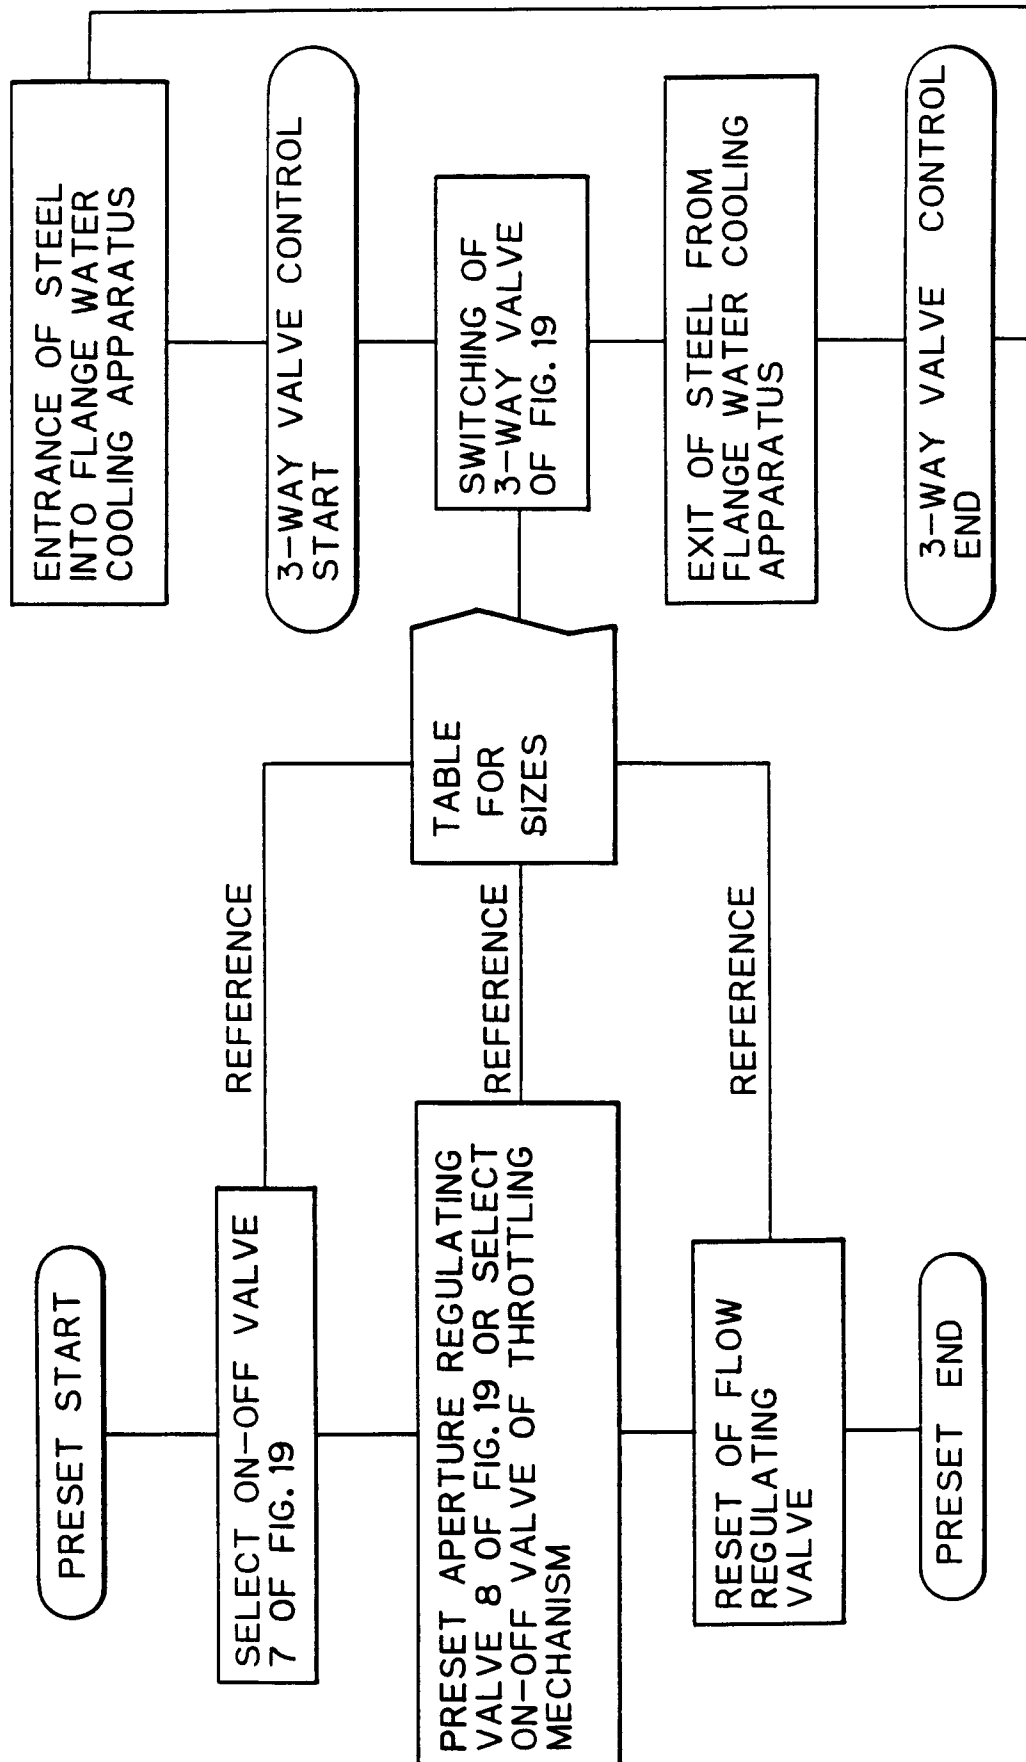 PRESET START
SELECT ON-OFF VALVE
7 OF FIG. 19
PRESET APERTURE REGULATING
VALVE 8 OF FIG. 19 OR SELECT
ON-OFF VALVE OF THROTTLING
MECHANISM
RESET OF FLOW
REGULATING
VALVE
PRESET END
REFERENCE
REFERENCE
REFERENCE
TABLE
FOR
SIZES
ENTRANCE OF STEEL
INTO FLANGE WATER
COOLING APPARATUS
3-WAY VALVE CONTROL
START
SWITCHING OF
3-WAY VALVE
OF FIG. 19
EXIT OF STEEL FROM
FLANGE WATER COOLING
APPARATUS
3-WAY VALVE CONTROL
END